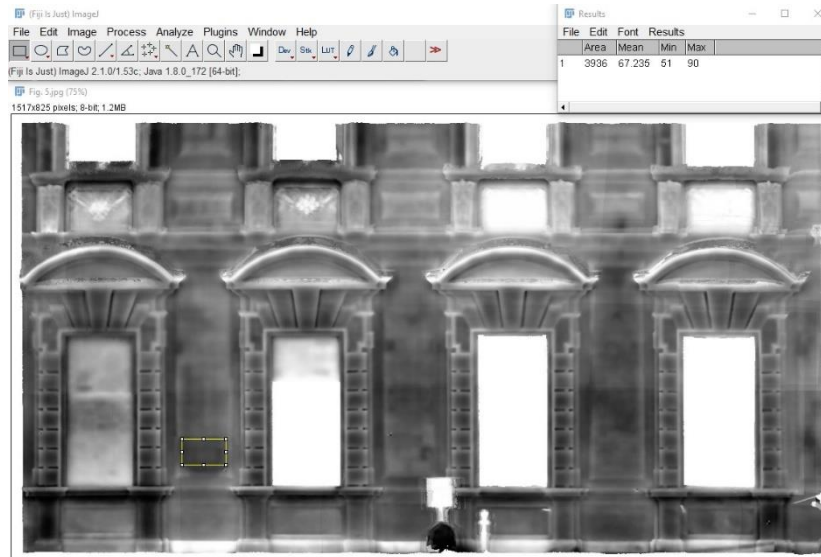 (Fiji Is Just) ImageJ
File Edit Image Process Analyze Plugins Window Help
Dev Stk LUT
(Fiji Is Just) ImageJ 2.1.0/1.53c; Java 1.8.0_172 [64-bit];
Fig. 5.jpg (75%)
1517x825 pixels; 8-bit; 1.2MB
Results
File Edit Font Results
Area Mean Min Max
1 3936 67.235 51 90